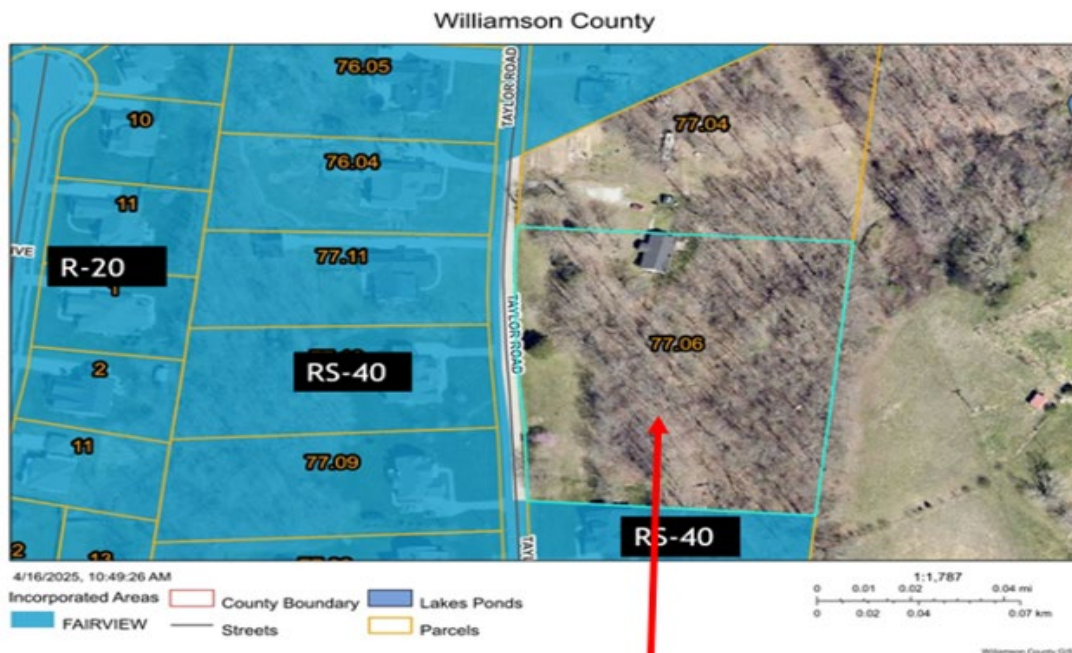 Williamson County
76.05
TAYLOR ROAD
10
77.04
76.04
11
R-20
77.11
1
TAYLOR ROAD
77.06
2
RS-40
11
77.09
RS-40
2
13
4/16/2025, 10:49:26 AM
Incorporated Areas
FAIRVIEW
County Boundary
Streets
Lakes Ponds
Parcels
1:1,787
0 0.01 0.02 0.04 mi
0 0.02 0.04 0.07 km